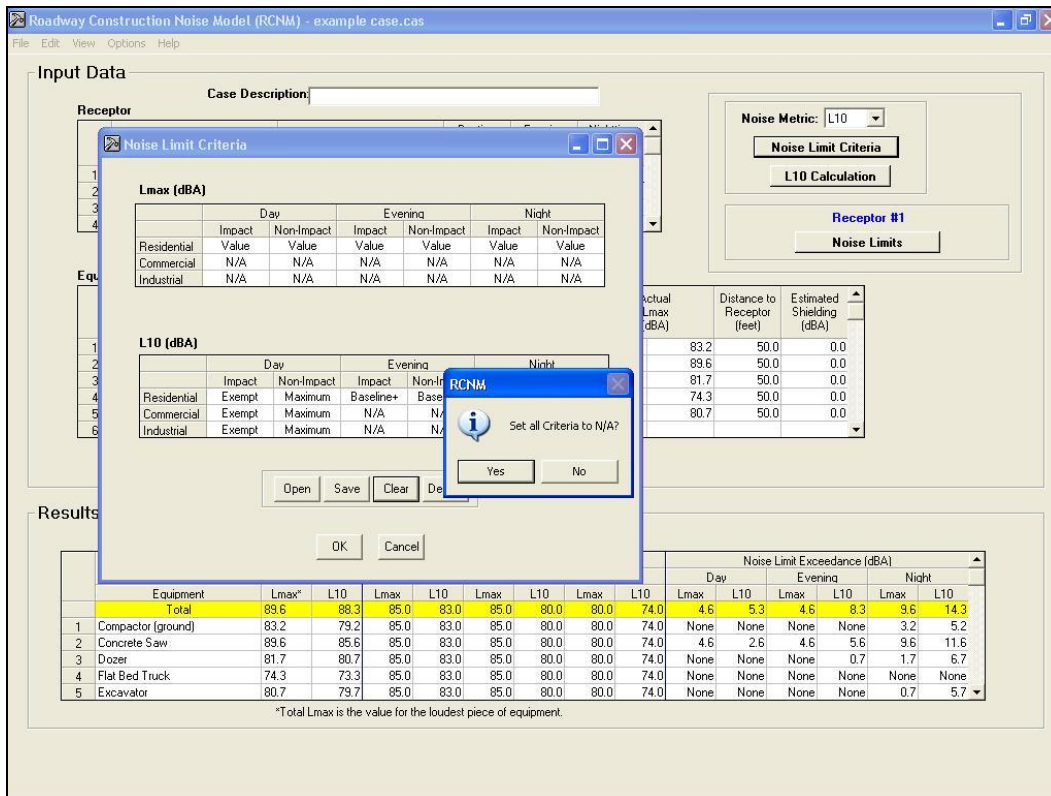 Roadway Construction Noise Model (RCNM) - example case.cas
File Edit View Options Help
Input Data
Case Description:
Receptor
1
2
3
4
Noise Metric: L10
Noise Limit Criteria
L10 Calculation
Receptor #1
Noise Limits
Noise Limit Criteria
Lmax (dBA)
Day Evening Night
Impact Non-Impact Impact Non-Impact Impact Non-Impact
Residential Value Value Value Value Value Value
Commercial N/A N/A N/A N/A N/A N/A
Industrial N/A N/A N/A N/A N/A N/A
L10 (dBA)
Day Evening Night
Impact Non-Impact Impact
Residential Exempt Maximum Baseline+
Commercial Exempt Maximum N/A
Industrial Exempt Maximum N/A
Open Save Clear
OK Cancel
RCNM
Set all Criteria to N/A?
Yes No
Actual Lmax (dBA) Distance to Receptor (feet) Estimated Shielding (dBA)
1 83.2 50.0 0.0
2 89.6 50.0 0.0
3 81.7 50.0 0.0
4 74.3 50.0 0.0
5 80.7 50.0 0.0
6
Results
Noise Limit Exceedance (dBA)
Day Evening Night
Equipment Lmax* L10 Lmax L10 Lmax L10 Lmax L10 Lmax L10 Lmax L10 Lmax L10
Total 89.6 88.3 85.0 83.0 85.0 80.0 80.0 74.0 4.6 5.3 4.6 8.3 9.6 14.3
1 Compactor (ground) 83.2 79.2 85.0 83.0 85.0 80.0 80.0 74.0 None None None None 3.2 5.2
2 Concrete Saw 89.6 85.6 85.0 83.0 85.0 80.0 80.0 74.0 4.6 2.6 4.6 5.6 9.6 11.6
3 Dozer 81.7 80.7 85.0 83.0 85.0 80.0 80.0 74.0 None None None 0.7 1.7 6.7
4 Flat Bed Truck 74.3 73.3 85.0 83.0 85.0 80.0 80.0 74.0 None None None None None None
5 Excavator 80.7 79.7 85.0 83.0 85.0 80.0 80.0 74.0 None None None None 0.7 5.7
*Total Lmax is the value for the loudest piece of equipment.